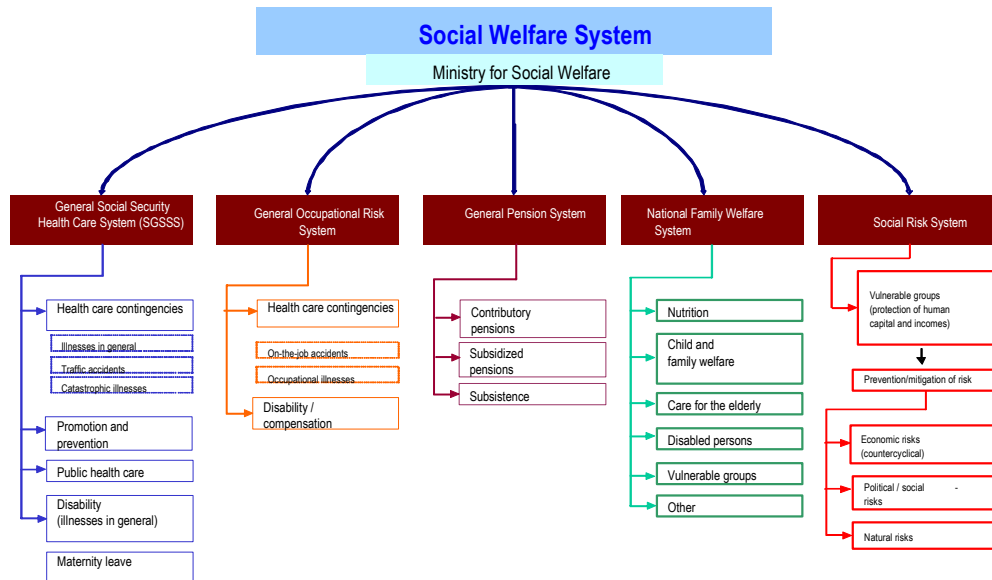 Social Welfare System
Ministry for Social Welfare
General Social Security
Health Care System (SGSSS)
General Occupational Risk
System
General Pension System
National Family Welfare
System
Social Risk System
Health care contingencies
Illnesses in general
Traffic accidents
Catastrophic illnesses
Promotion and
prevention
Public health care
Disability
(illnesses in general)
Maternity leave
Health care contingencies
On-the-job accidents
Occupational illnesses
Disability /
compensation
Contributory
pensions
Subsidized
pensions
Subsistence
Nutrition
Child and
family welfare
Care for the elderly
Disabled persons
Vulnerable groups
Other
Vulnerable groups
(protection of human
capital and incomes)
Prevention/mitigation of risk
Economic risks
(countercyclical)
Political / social -
risks
Natural risks